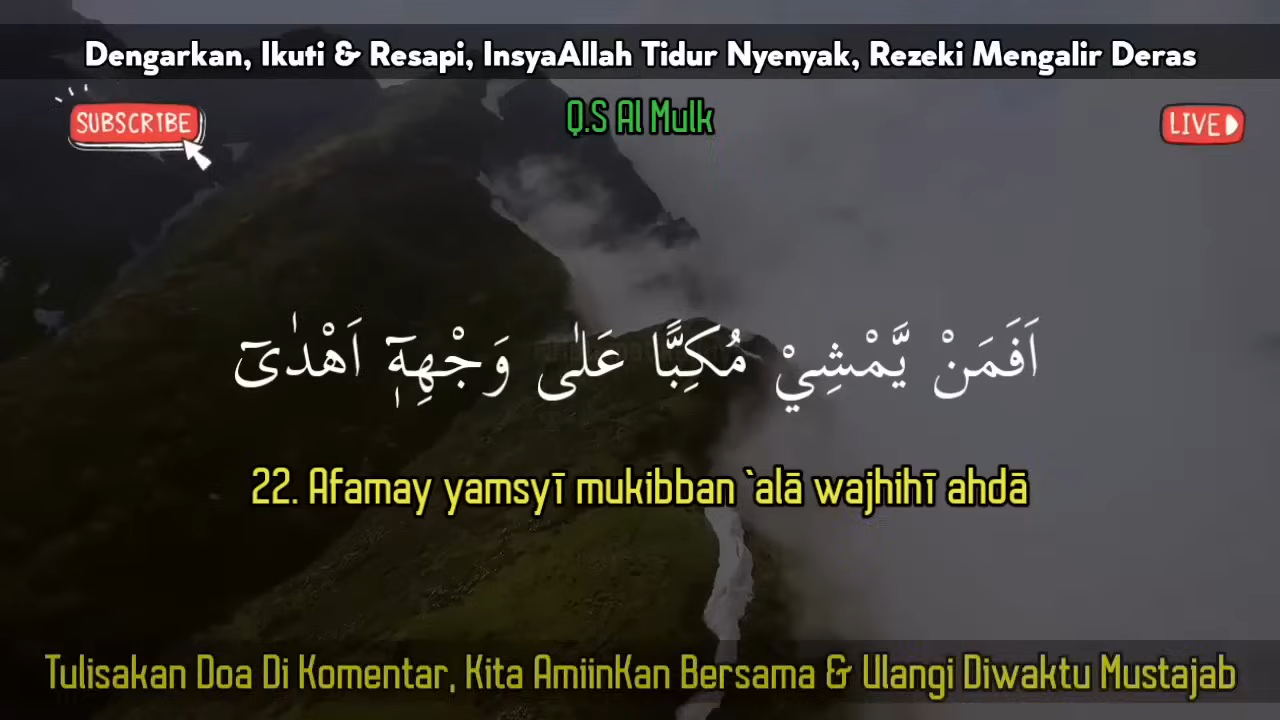 Dengarkan, Ikuti & Resapi, InsyaAllah Tidur Nyenyak, Rezeki Mengalir Deras
SUBSCRIBE
Q.S Al Mulk
LIVE
اَفَمَنْ يَّمْشِيْ مُكِبًّا عَلٰى وَجْهِهٖٓ اَهْدٰىٓ
22. Afamay yamsyī mukibban `alā wajhihī ahdā
Tulisakan Doa Di Komentar, Kita AmiinKan Bersama & Ulangi Diwaktu Mustajab